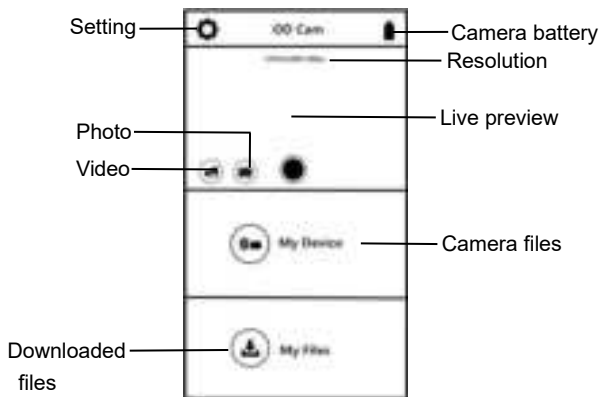 Setting
Camera battery
Resolution
Live preview
Photo
Video
My Device
Camera files
Downloaded
files
My Files